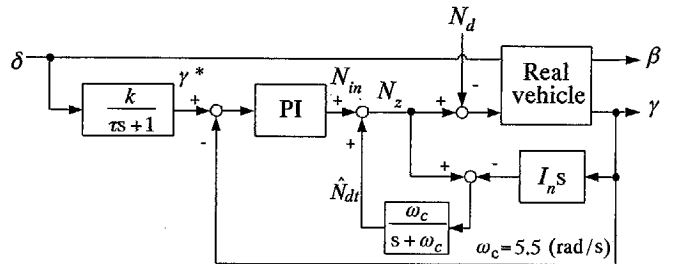 N_d
δ
β
γ *
N_in
N_z
Real
vehicle
k
τs+1
+
-
PI
+
+
+
-
γ
N̂_dt
+
-
I_n s
ω_c
s+ω_c
ω_c=5.5 (rad/s)